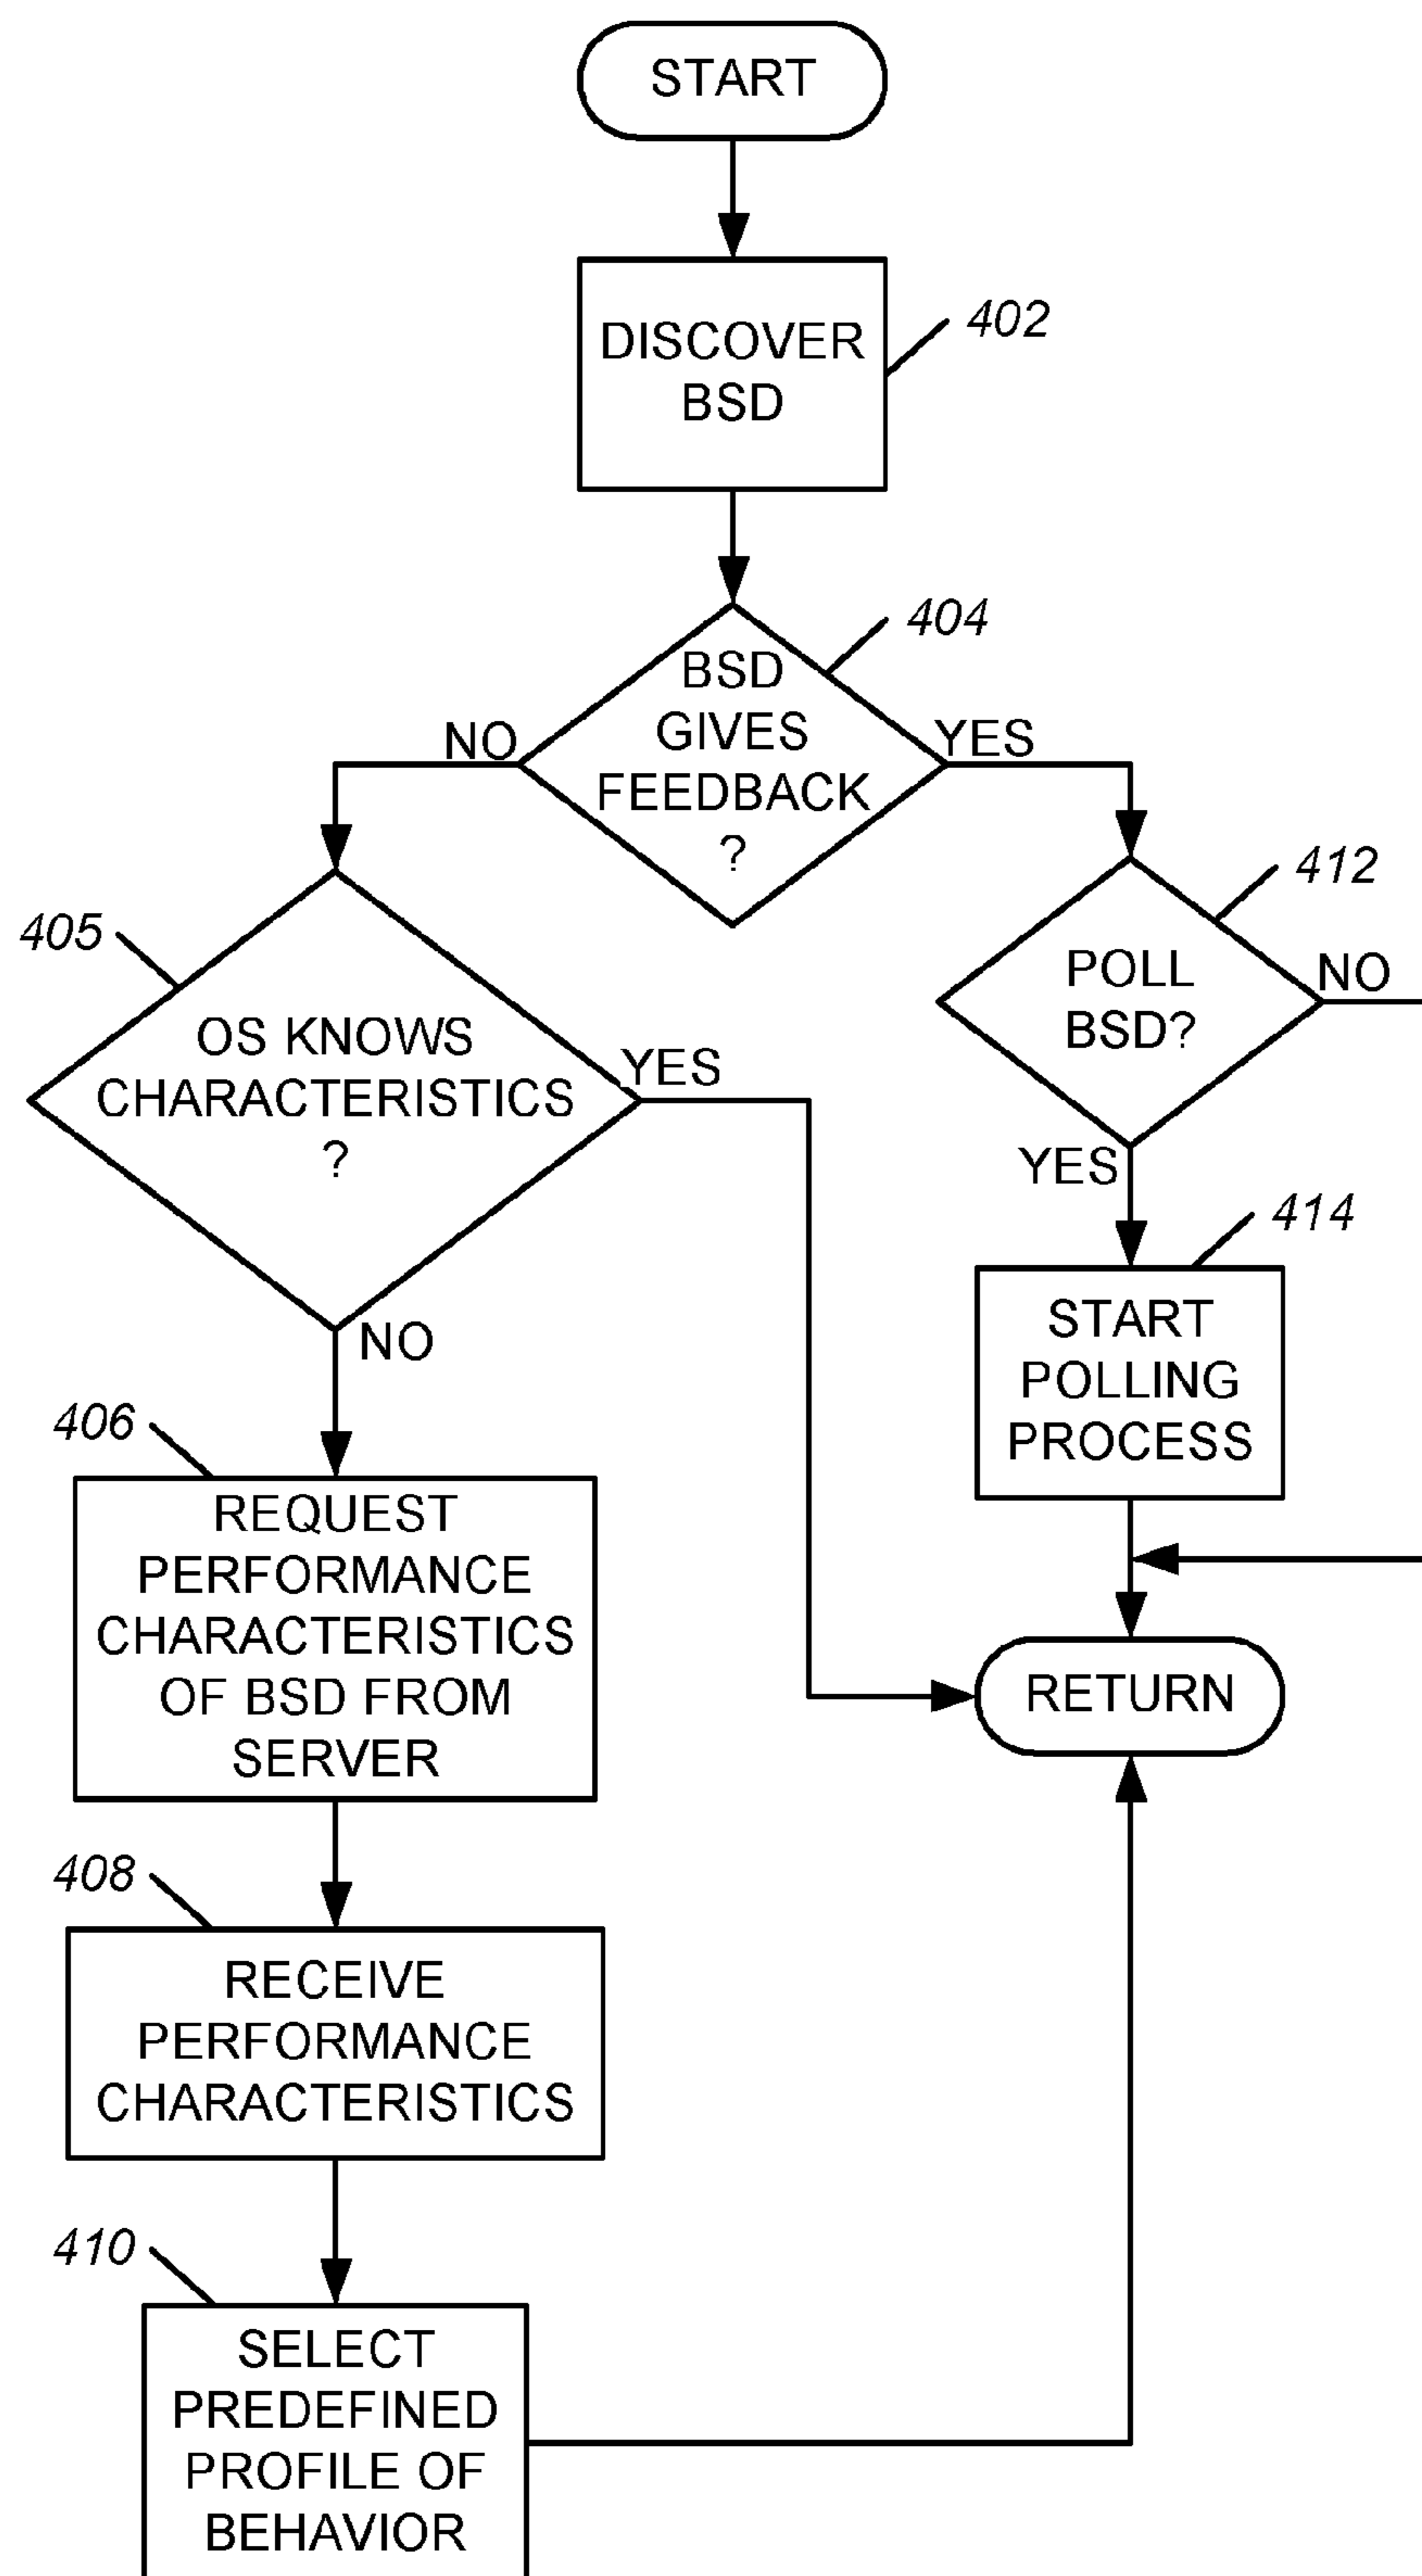 START
DISCOVER
BSD
402
BSD
GIVES
FEEDBACK
?
404
NO
YES
405
OS KNOWS
CHARACTERISTICS
?
YES
NO
412
POLL
BSD?
NO
YES
414
START
POLLING
PROCESS
406
REQUEST
PERFORMANCE
CHARACTERISTICS
OF BSD FROM
SERVER
RETURN
408
RECEIVE
PERFORMANCE
CHARACTERISTICS
410
SELECT
PREDEFINED
PROFILE OF
BEHAVIOR